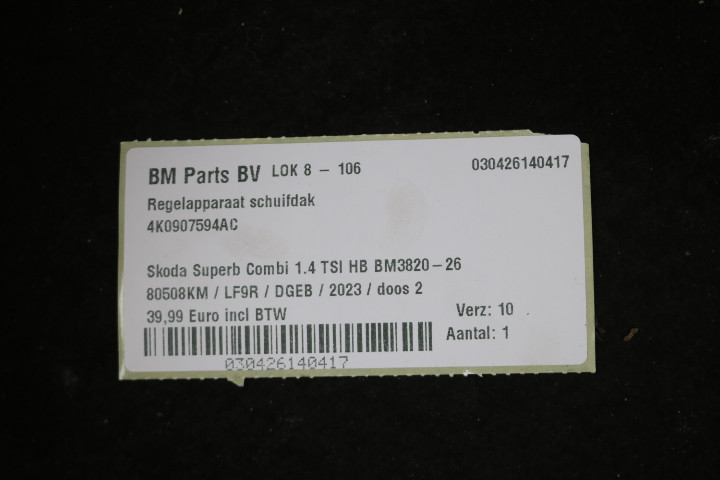 BM Parts BV LOK 8 - 106 030426140417
Regelapparaat schuifdak
4K0907594AC
Skoda Superb Combi 1.4 TSI HB BM3820-26
80508KM / LF9R / DGEB / 2023 / doos 2
39,99 Euro incl BTW Verz: 10
Aantal: 1
030426140417